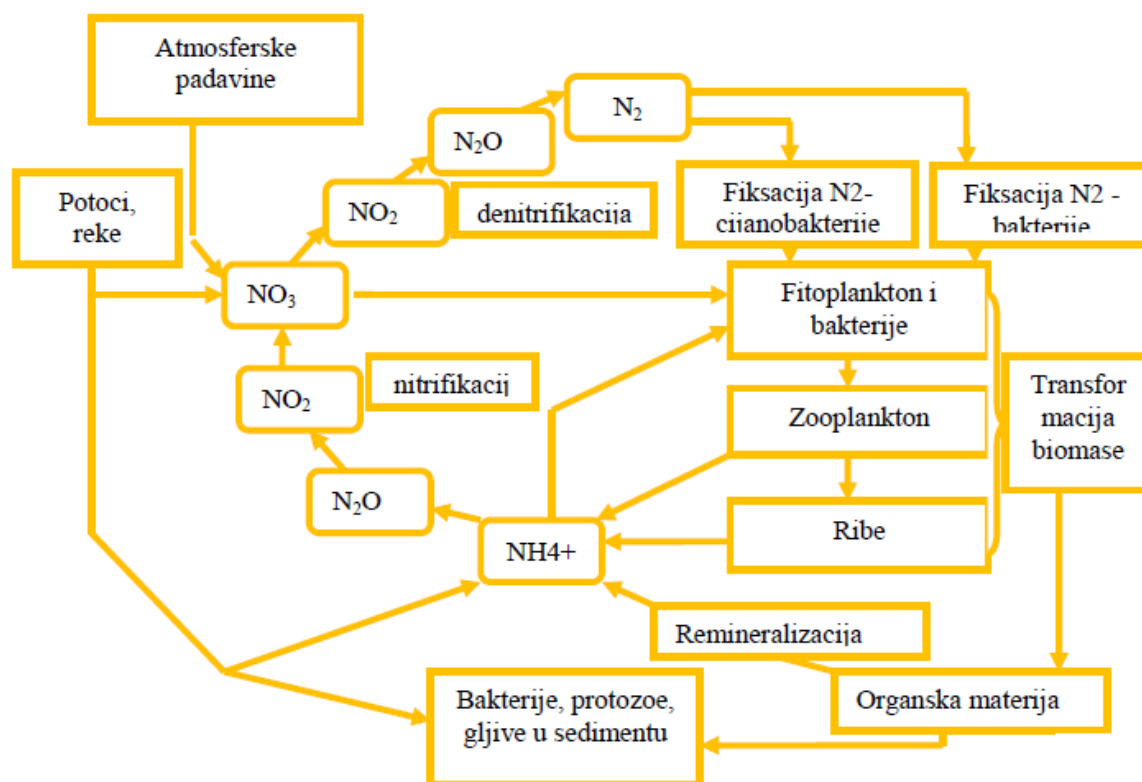 Atmosferske
padavine
N₂
N₂O
Potoci,
reke
NO₂
denitrifikacija
Fiksacija N2-
cijanobakterije
Fiksacija N2 -
bakterije
NO₃
Fitoplankton i
bakterije
NO₂
nitrifikacij
Zooplankton
Transfor
macija
biomase
N₂O
NH4+
Ribe
Remineralizacija
Bakterije, protozoe,
gljive u sedimentu
Organska materija